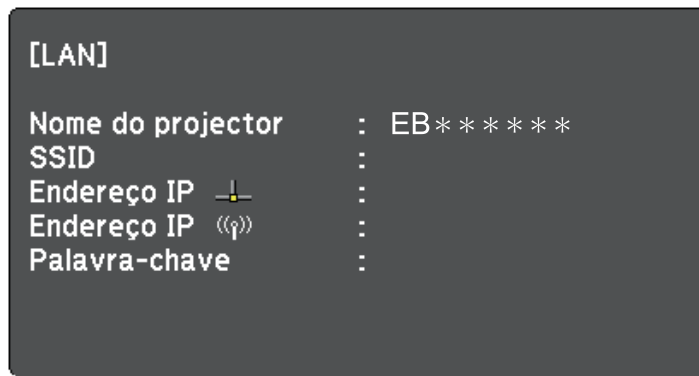 [LAN]
Nome do projector : EB＊＊＊＊＊＊
SSID :
Endereço IP :
Endereço IP :
Palavra-chave :